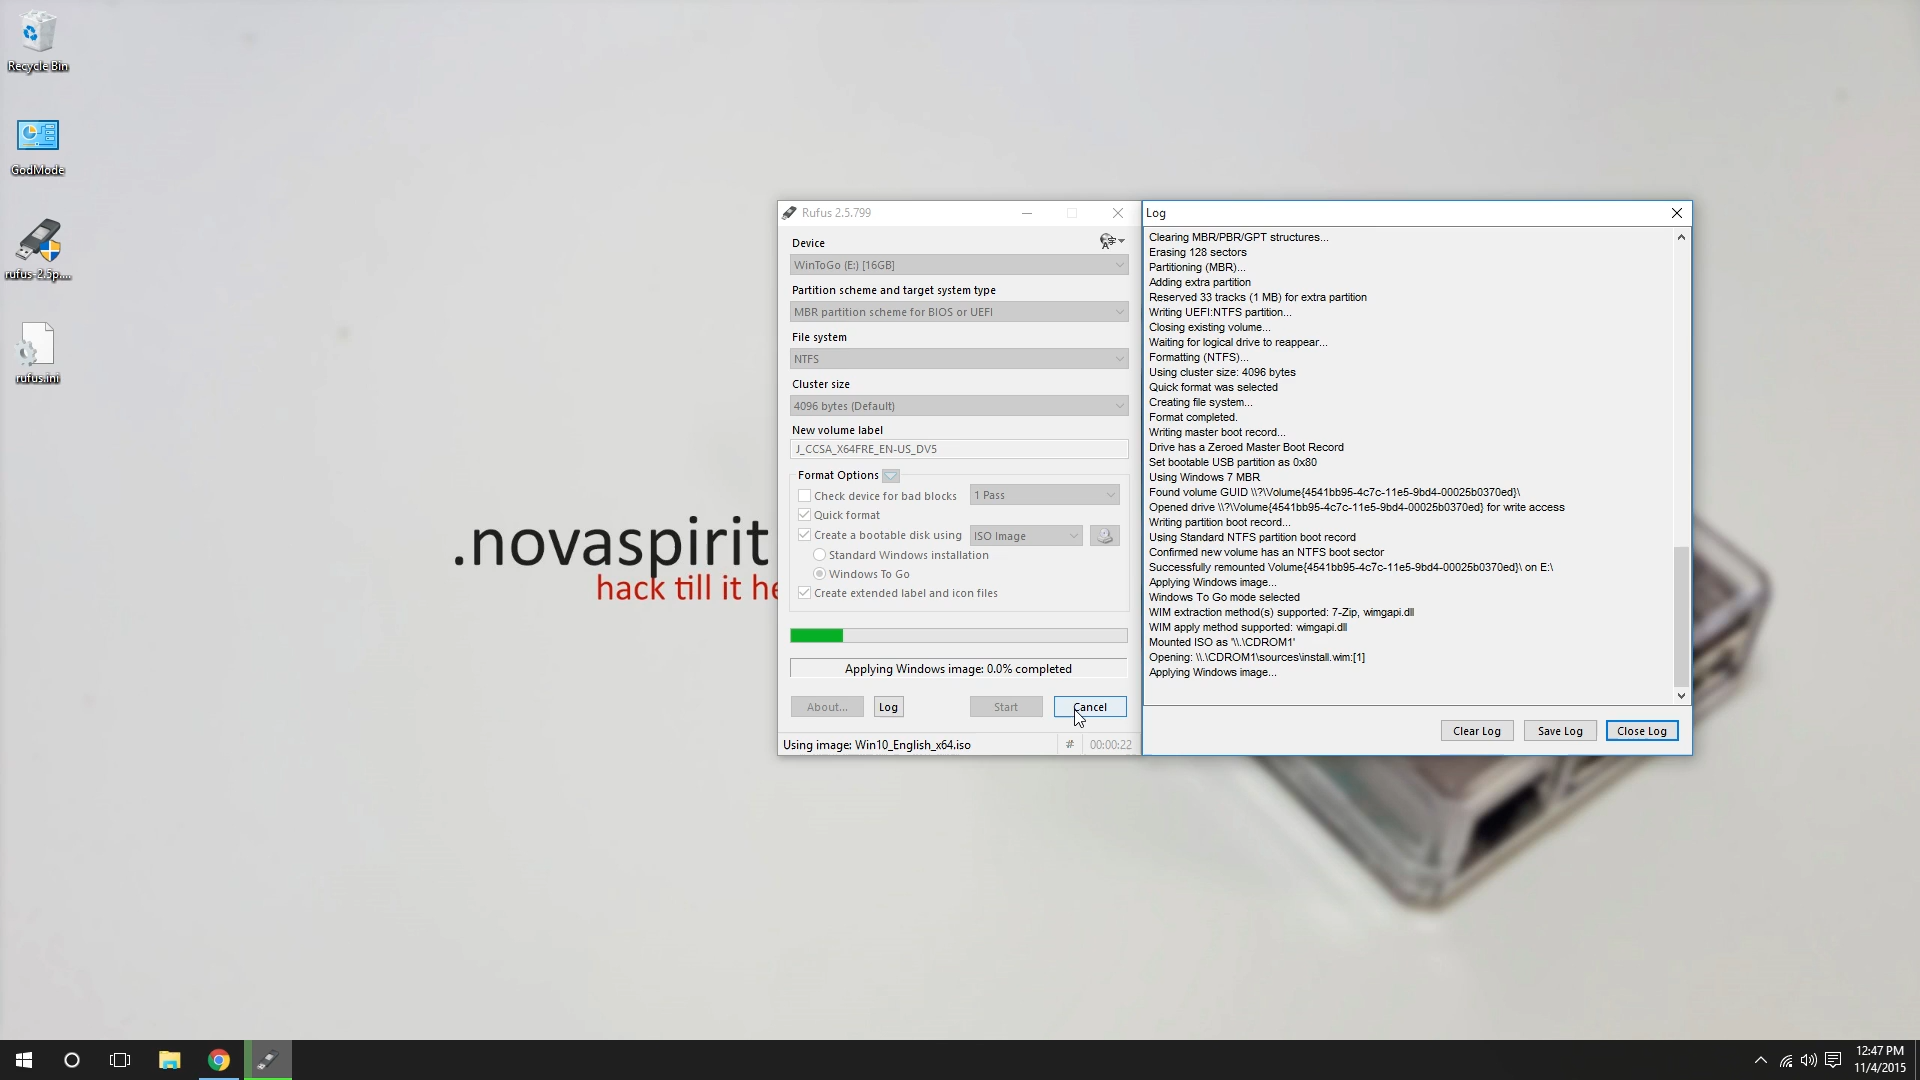 Recycle Bin
GodMode
rufus-2.5p....
rufus.ini
.novaspirit
hack till it he
Rufus 2.5.799
Device
WinToGo (E:) [16GB]
Partition scheme and target system type
MBR partition scheme for BIOS or UEFI
File system
NTFS
Cluster size
4096 bytes (Default)
New volume label
J_CCSA_X64FRE_EN-US_DV5
Format Options
Check device for bad blocks
1 Pass
Quick format
Create a bootable disk using
ISO Image
Standard Windows installation
Windows To Go
Create extended label and icon files
Applying Windows image: 0.0% completed
About...
Log
Start
Cancel
Using image: Win10_English_x64.iso
#
00:00:22
Log
Clearing MBR/PBR/GPT structures...
Erasing 128 sectors
Partitioning (MBR)...
Adding extra partition
Reserved 33 tracks (1 MB) for extra partition
Writing UEFI:NTFS partition...
Closing existing volume...
Waiting for logical drive to reappear...
Formatting (NTFS)...
Using cluster size: 4096 bytes
Quick format was selected
Creating file system...
Format completed.
Writing master boot record...
Drive has a Zeroed Master Boot Record
Set bootable USB partition as 0x80
Using Windows 7 MBR
Found volume GUID \\?\Volume{4541bb95-4c7c-11e5-9bd4-00025b0370ed}\
Opened drive \\?\Volume{4541bb95-4c7c-11e5-9bd4-00025b0370ed} for write access
Writing partition boot record...
Using Standard NTFS partition boot record
Confirmed new volume has an NTFS boot sector
Successfully remounted Volume{4541bb95-4c7c-11e5-9bd4-00025b0370ed}\ on E:\
Applying Windows image...
Windows To Go mode selected
WIM extraction method(s) supported: 7-Zip, wimgapi.dll
WIM apply method supported: wimgapi.dll
Mounted ISO as '\\.\CDROM1'
Opening: \\.\CDROM1\sources\install.wim:[1]
Applying Windows image...
Clear Log
Save Log
Close Log
12:47 PM
11/4/2015